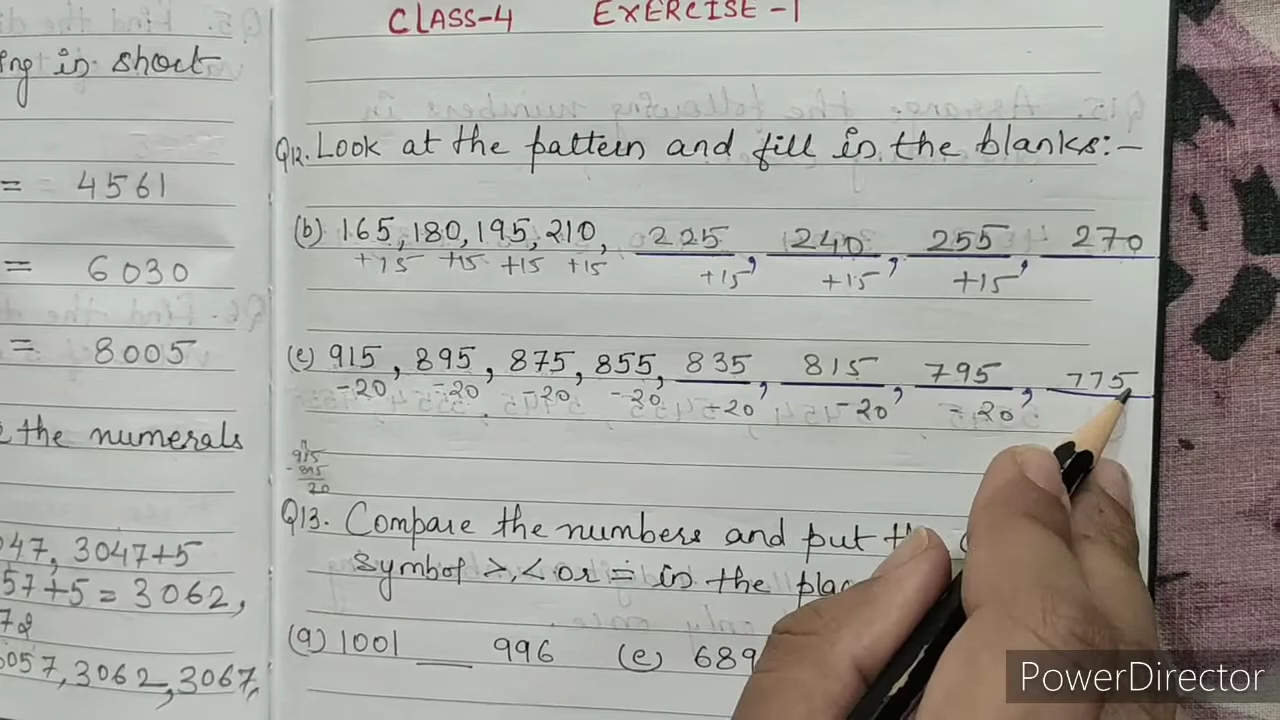 CLASS-4 EXERCISE-1
ing in short
= 4561
= 6030
= 8005
the numerals
047, 3047+5
57+5 = 3062,
057, 3062, 3067,
Q12. Look at the pattern and fill in the blanks:-
(b) 165, 180, 195, 210, 225, 240, 255, 270
+15 +15 +15 +15 +15 +15 +15
(e) 915, 895, 875, 855, 835, 815, 795, 775
-20 -20 -20 -20 -20 -20 -20
915
-895
20
Q13. Compare the numbers and put the
symbol >, < or = in the
(a) 1001 ___ 996 (e) 689
PowerDirector